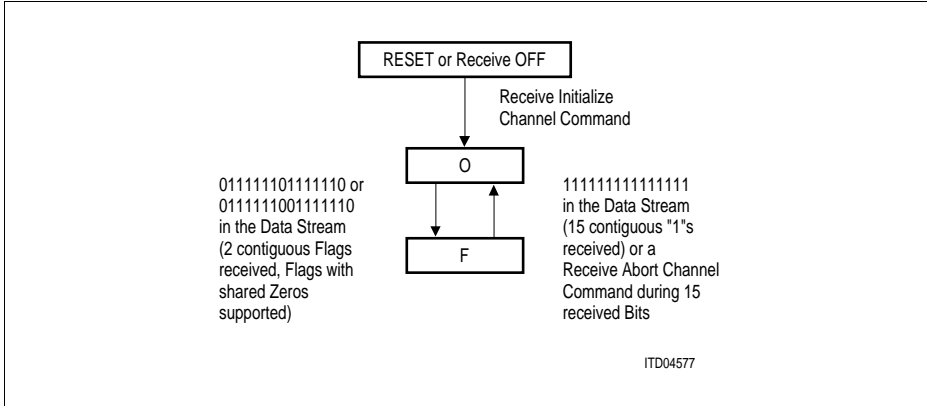 RESET or Receive OFF
Receive Initialize
Channel Command
O
011111101111110 or
0111111001111110
in the Data Stream
(2 contiguous Flags
received, Flags with
shared Zeros
supported)
111111111111111
in the Data Stream
(15 contiguous "1"s
received) or a
Receive Abort Channel
Command during 15
received Bits
F
ITD04577